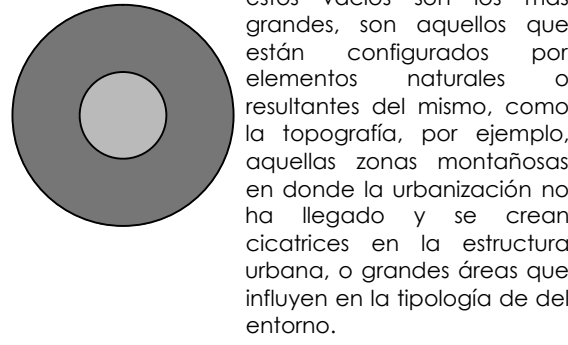 estos vacíos son los más
grandes, son aquellos que
están configurados por
elementos naturales o
resultantes del mismo, como
la topografía, por ejemplo,
aquellas zonas montañosas
en donde la urbanización no
ha llegado y se crean
cicatrices en la estructura
urbana, o grandes áreas que
influyen en la tipología de del
entorno.